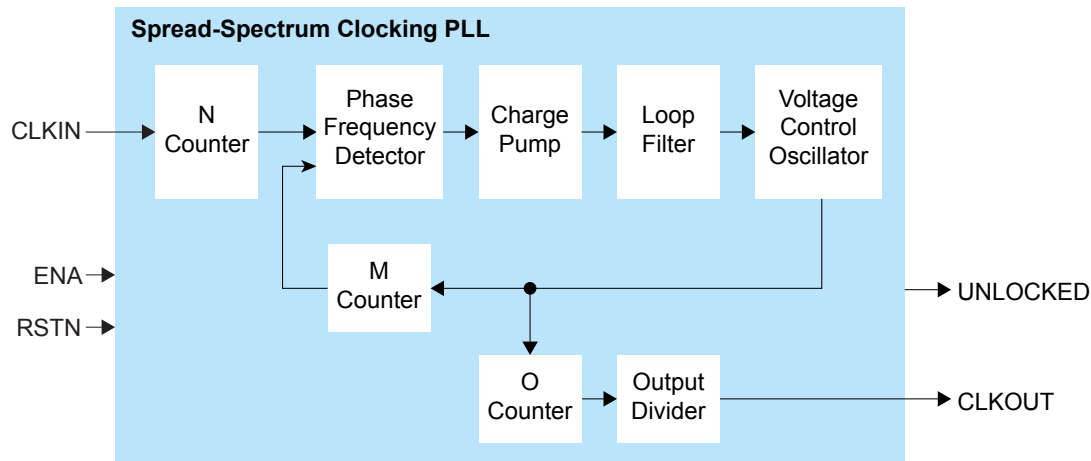 Spread-Spectrum Clocking PLL
CLKIN
N
Counter
Phase
Frequency
Detector
Charge
Pump
Loop
Filter
Voltage
Control
Oscillator
ENA
RSTN
M
Counter
UNLOCKED
O
Counter
Output
Divider
CLKOUT